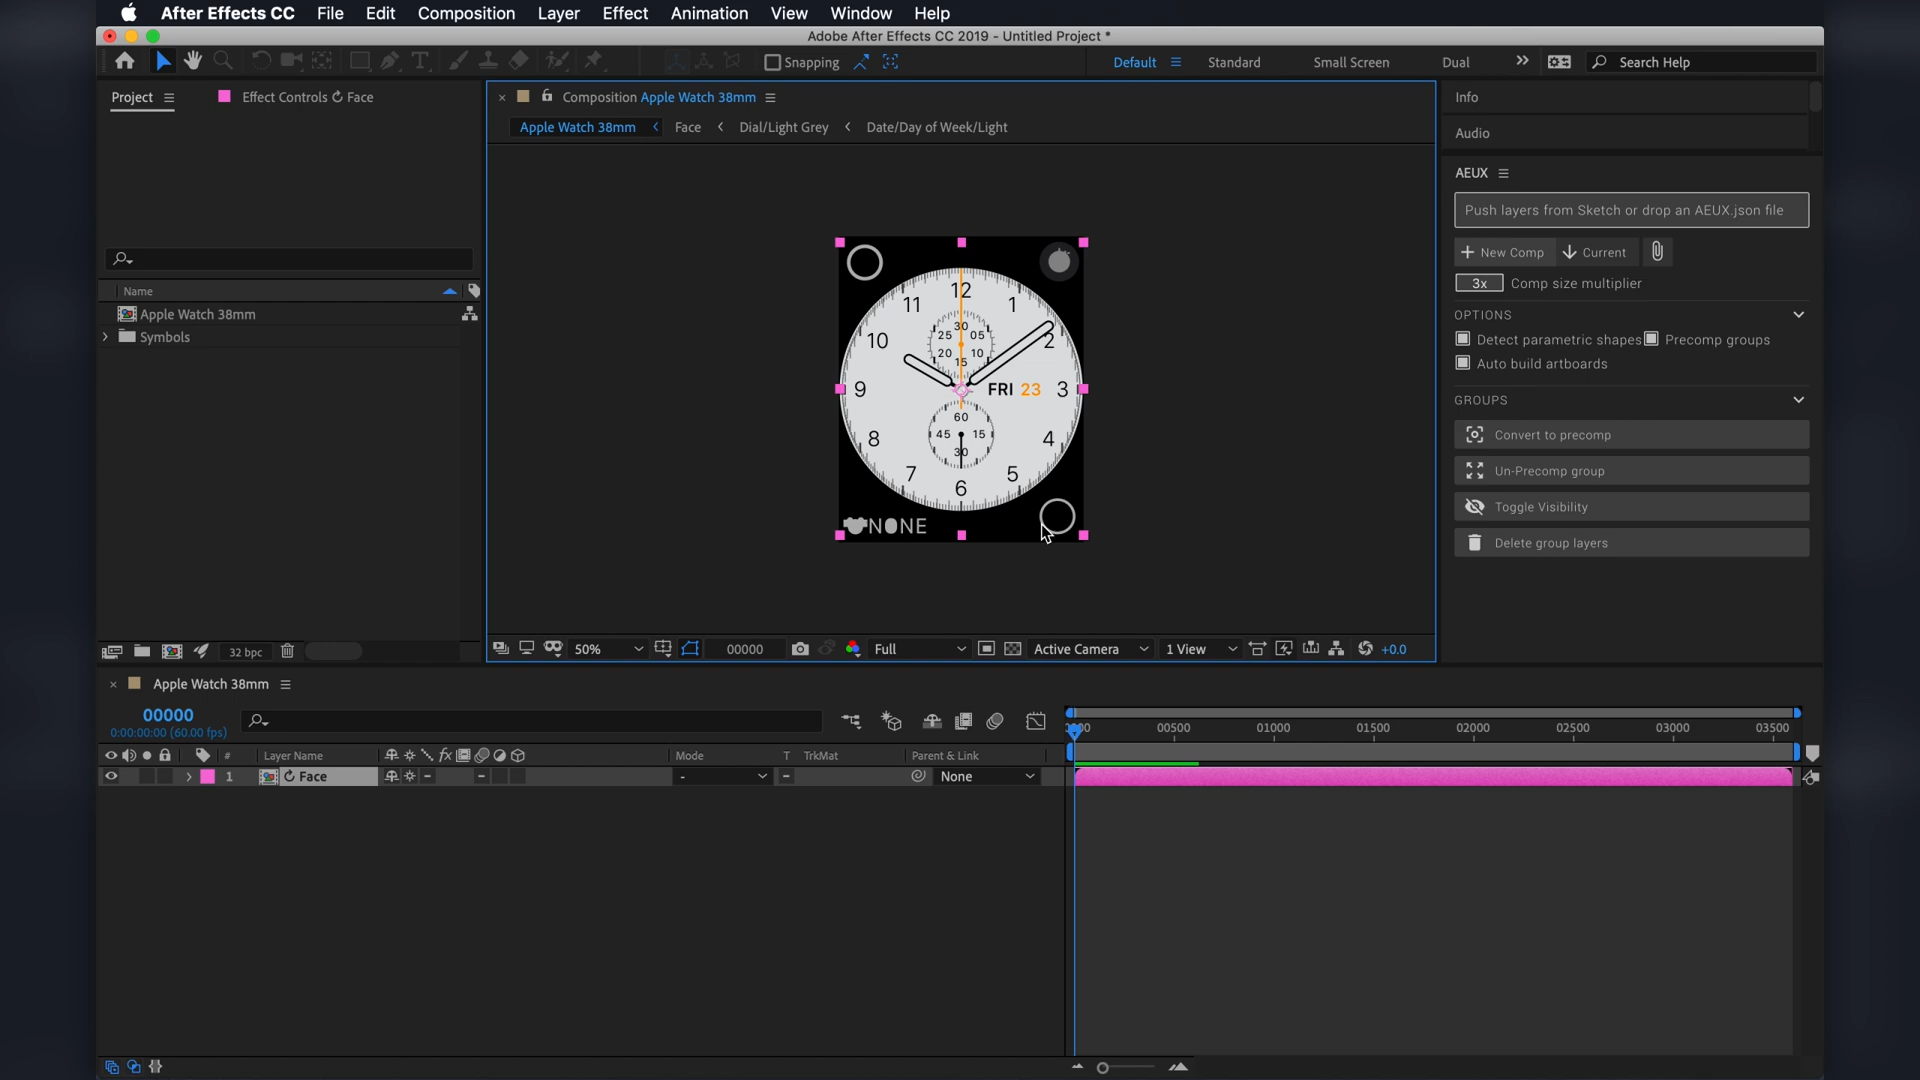 After Effects CC File Edit Composition Layer Effect Animation View Window Help
Adobe After Effects CC 2019 - Untitled Project *
Snapping Default Standard Small Screen Dual Search Help
Project Effect Controls Face
Composition Apple Watch 38mm
Apple Watch 38mm < Face < Dial/Light Grey < Date/Day of Week/Light
Name
Apple Watch 38mm
Symbols
12
11 1
30
25 05
10 2
20 10
15
9 FRI 23 3
60
45 15
8 4
30
7 5
6
NONE
Info
Audio
AEUX
Push layers from Sketch or drop an AEUX.json file
New Comp Current
3x Comp size multiplier
OPTIONS
Detect parametric shapes Precomp groups
Auto build artboards
GROUPS
Convert to precomp
Un-Precomp group
Toggle Visibility
Delete group layers
32 bpc
50% 00000 Full Active Camera 1 View +0.0
Apple Watch 38mm
00000
0:00:00:00 (60.00 fps)
00500 01000 01500 02000 02500 03000 03500
# Layer Name fx Mode T TrkMat Parent & Link
1 Face - None